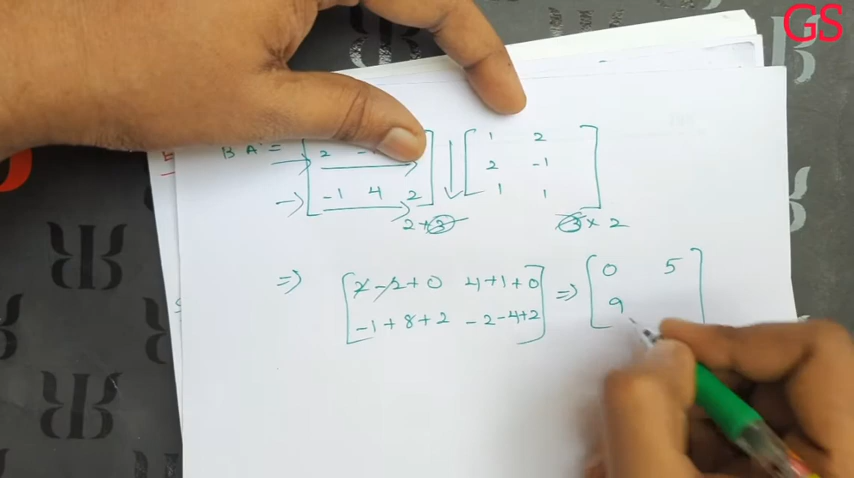 GS
BA' = [ 2 - ] [ 1 2
2 -1
-1 4 2 1 1 ]
2×3 3×2
⇒ [ 2-2+0 4+1+0 ] ⇒ [ 0 5
-1+8+2 -2-4+2 ] 9